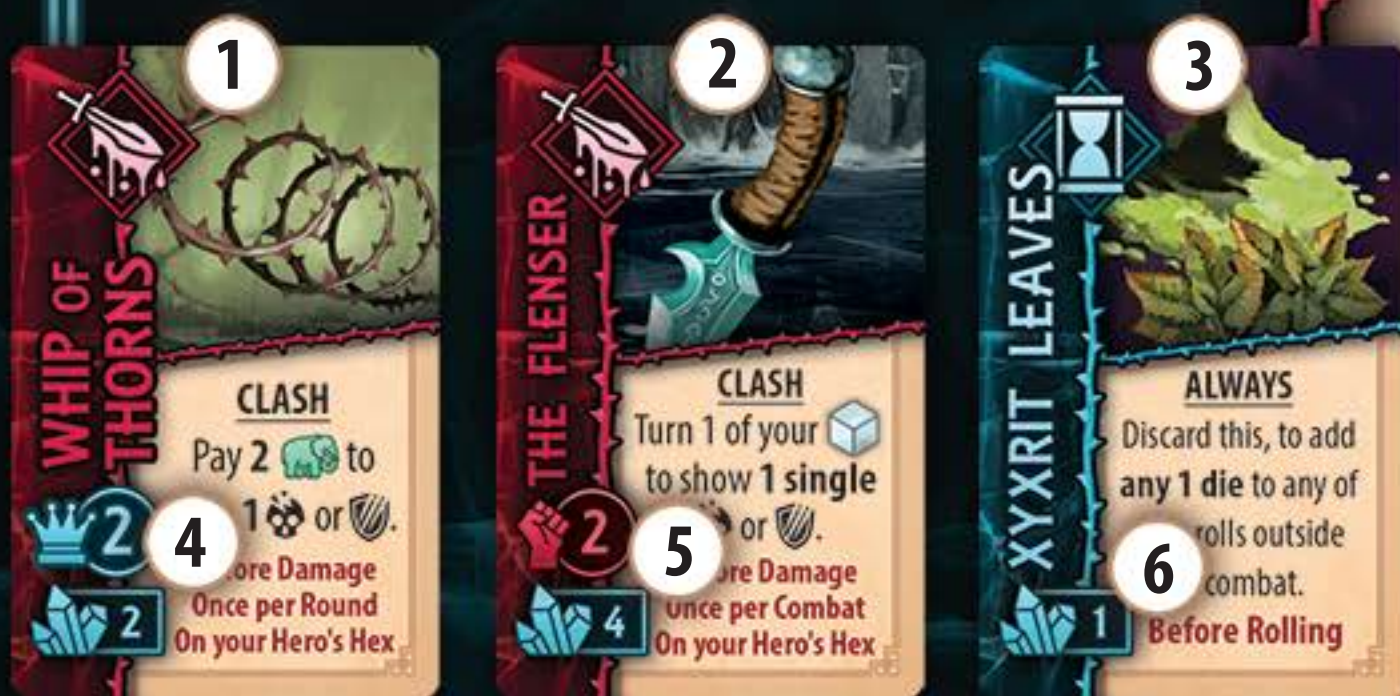 1
WHIP OF
THORNS
CLASH
Pay 2 to
1 or .
Damage
Once per Round
On your Hero's Hex
2
4
2
2
THE FLENSER
CLASH
Turn 1 of your
to show 1 single
or .
Damage
Once per Combat
On your Hero's Hex
2
5
4
3
XYXRIT LEAVES
ALWAYS
Discard this, to add
any 1 die to any of
rolls outside
combat.
Before Rolling
6
1